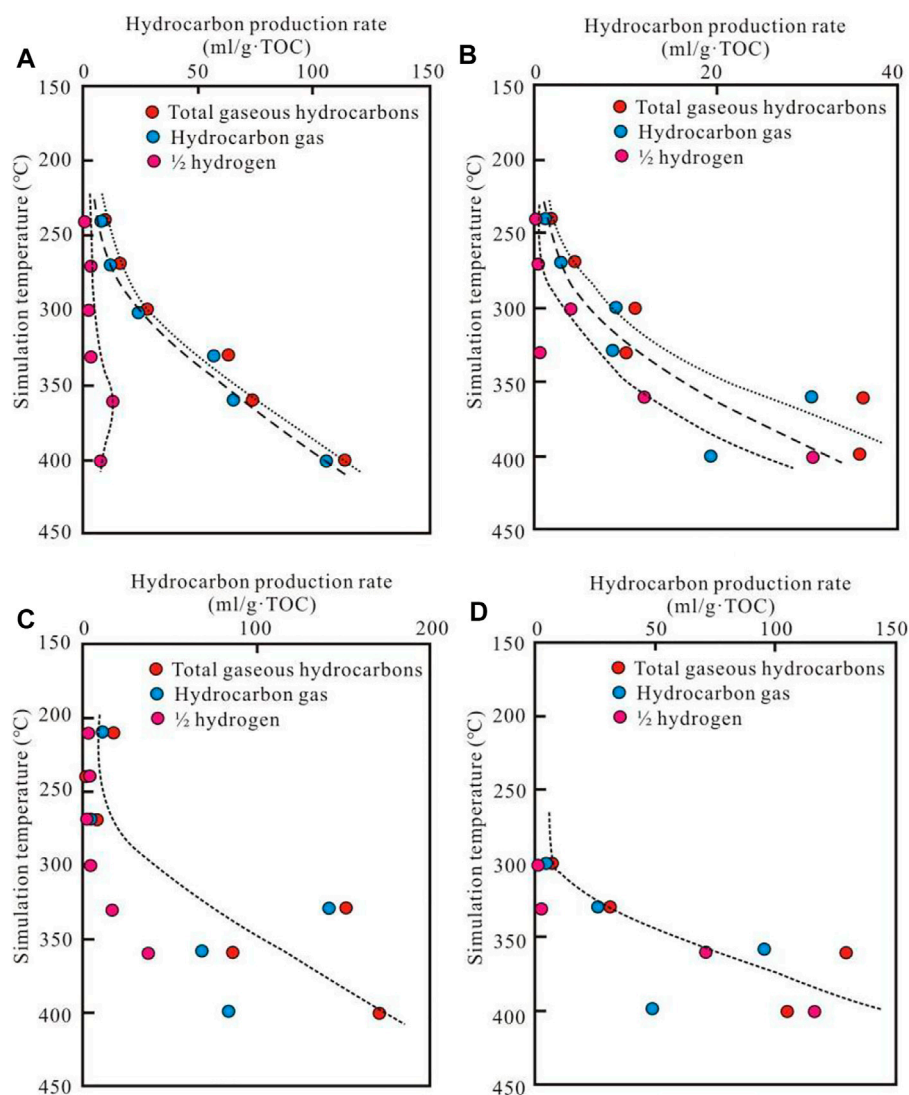 A
Hydrocarbon production rate
(ml/g·TOC)
0 50 100 150
150
200
250
300
350
400
450
Simulation temperature (°C)
Total gaseous hydrocarbons
Hydrocarbon gas
½ hydrogen
B
Hydrocarbon production rate
(ml/g·TOC)
0 20 40
150
200
250
300
350
400
450
Simulation temperature (°C)
Total gaseous hydrocarbons
Hydrocarbon gas
½ hydrogen
C
Hydrocarbon production rate
(ml/g·TOC)
0 100 200
150
200
250
300
350
400
450
Simulation temperature (°C)
Total gaseous hydrocarbons
Hydrocarbon gas
½ hydrogen
D
Hydrocarbon production rate
(ml/g·TOC)
0 50 100 150
150
200
250
300
350
400
450
Simulation temperature (°C)
Total gaseous hydrocarbons
Hydrocarbon gas
½ hydrogen